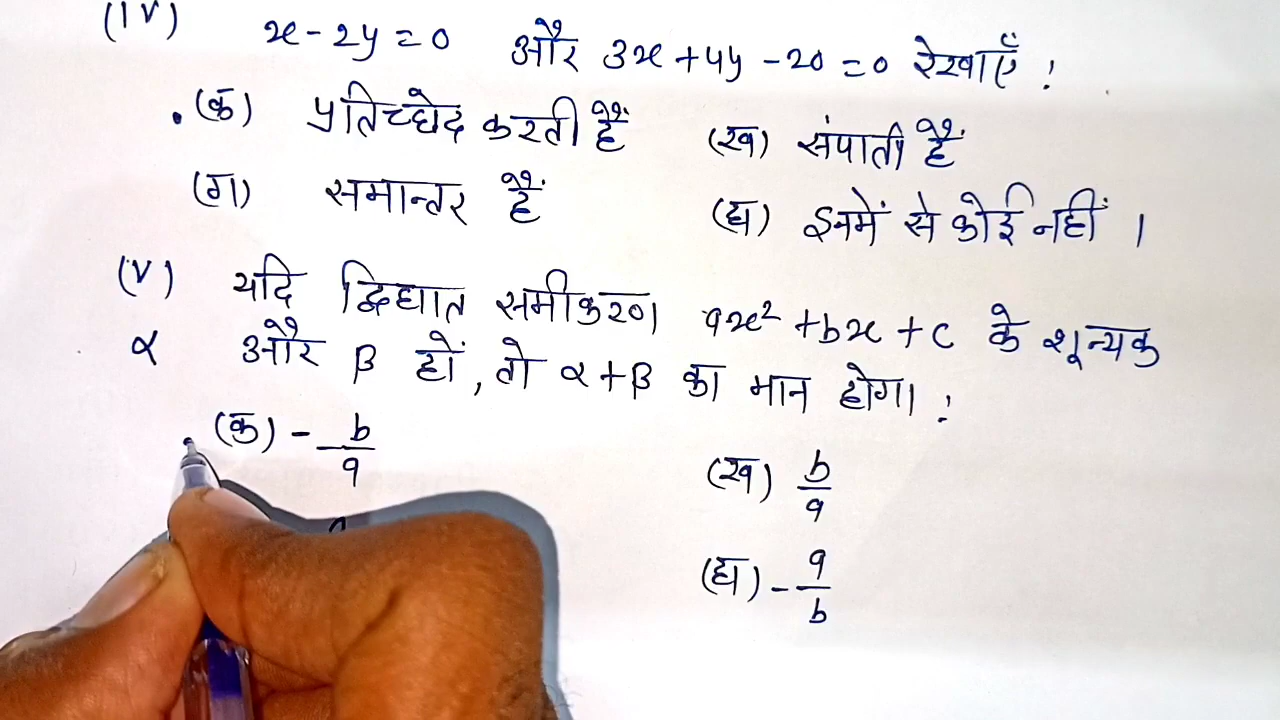 (IV) x - 2y = 0 और 3x + 4y - 20 = 0 रेखाएँ :
(क) प्रतिच्छेद करती हैं (ख) संपाती हैं
(ग) समान्तर हैं (घ) इनमें से कोई नहीं ।
(V) यदि द्विघात समीकरण ax² + bx + c के शून्यक
α और β हों, तो α + β का मान होगा :
(क) - b/a (ख) b/a
(घ) - a/b